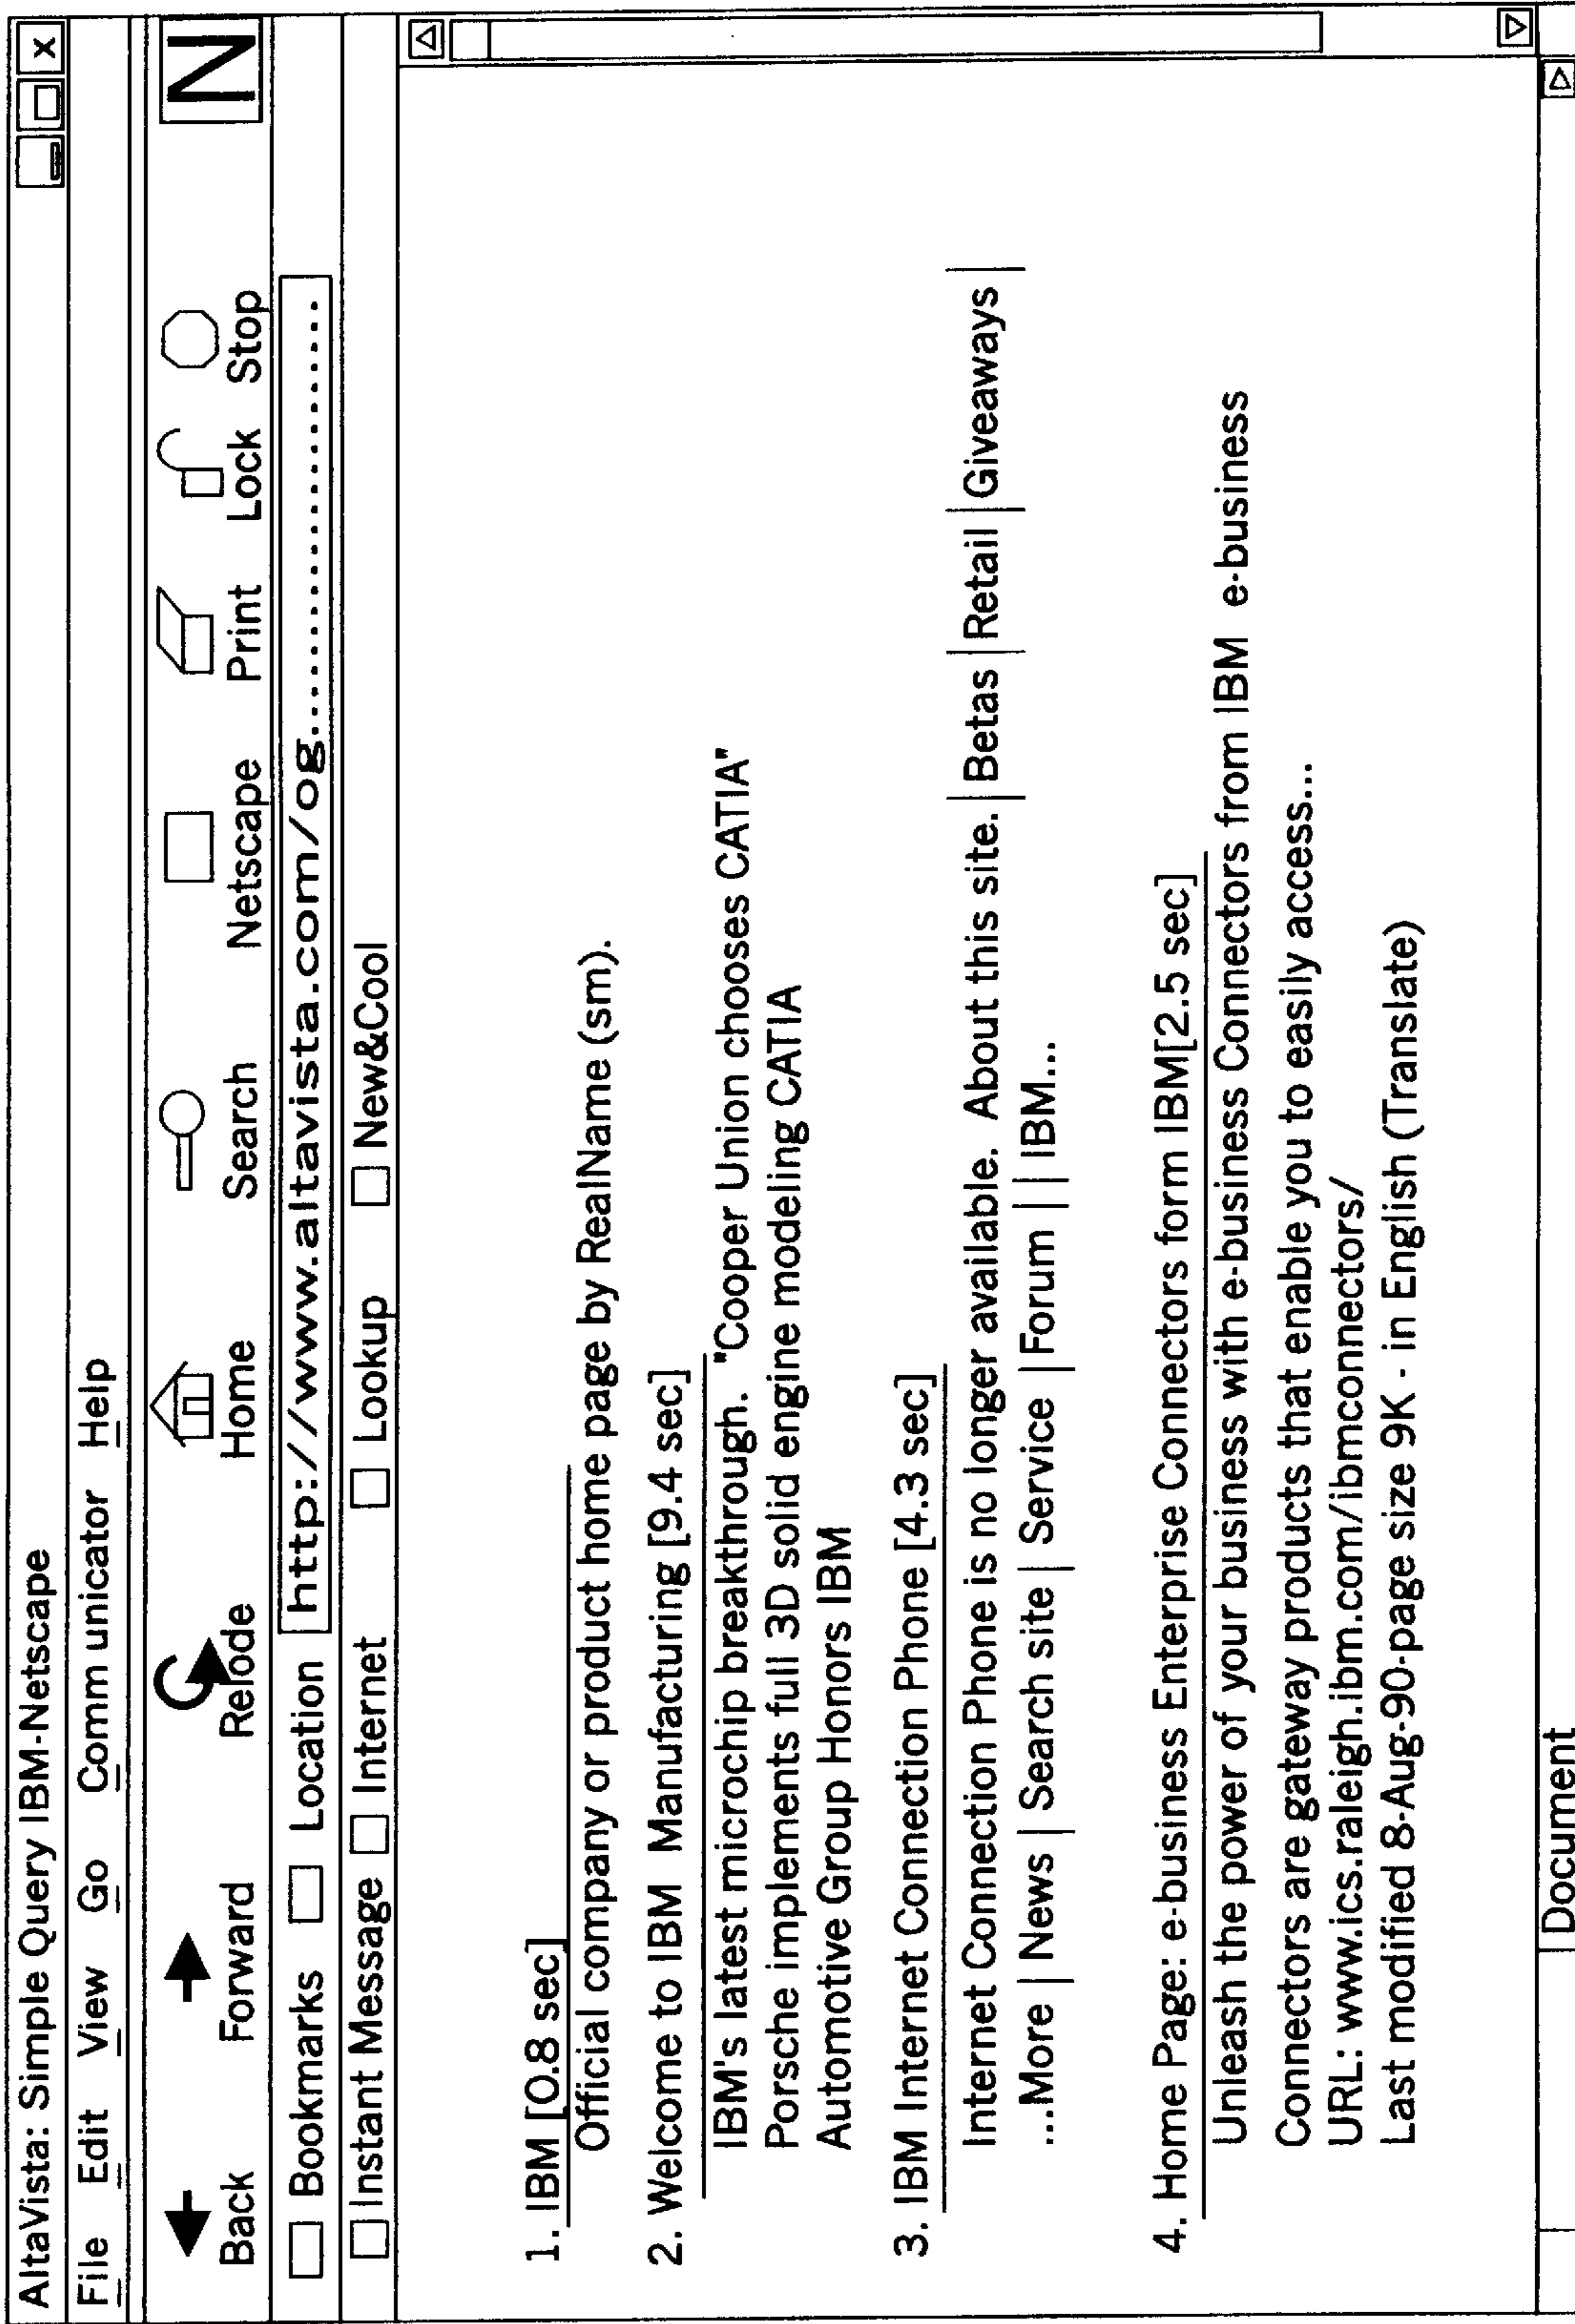 AltaVista: Simple Query IBM-Netscape
x
File Edit View Go Comm unicator Help
Back Forward Relode Home Search Netscape Print Lock Stop
N
Bookmarks Location http://www.altavista.com/og..............................
Instant Message Internet Lookup New&Cool
1. IBM [0.8 sec]
Official company or product home page by RealName (sm).
2. Welcome to IBM Manufacturing [9.4 sec]
IBM's latest microchip breakthrough. "Cooper Union chooses CATIA"
Porsche implements full 3D solid engine modeling CATIA
Automotive Group Honors IBM
3. IBM Internet Connection Phone [4.3 sec]
Internet Connection Phone is no longer available. About this site. | Betas | Retail | Giveaways |
...More | News | Search site | Service | Forum | | IBM...
4. Home Page: e-business Enterprise Connectors form IBM[2.5 sec]
Unleash the power of your business with e-business Connectors from IBM e-business
Connectors are gateway products that enable you to easily access...
URL: www.ics.raleigh.ibm.com/ibmconnectors/
Last modified 8-Aug-90-page size 9K - in English (Translate)
Document